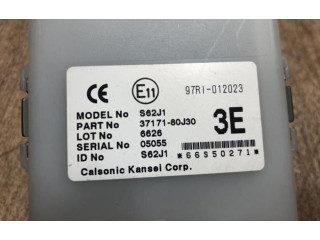 CE E11 97RI-012023
MODEL No S62J1
PART No 37171-80J30 3E
LOT No 6626
SERIAL No 05055
ID No S62J1 *66S50271*
Calsonic Kansei Corp.